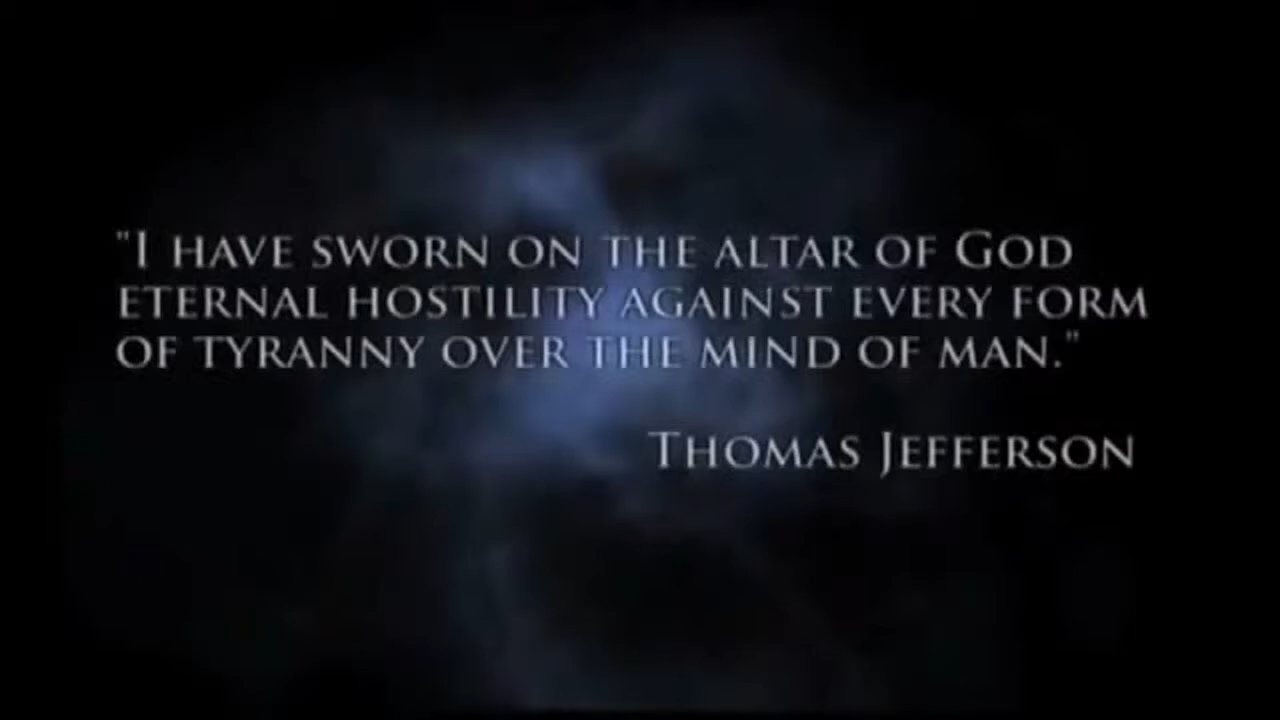 "I have sworn on the altar of God
eternal hostility against every form
of tyranny over the mind of man."
Thomas Jefferson